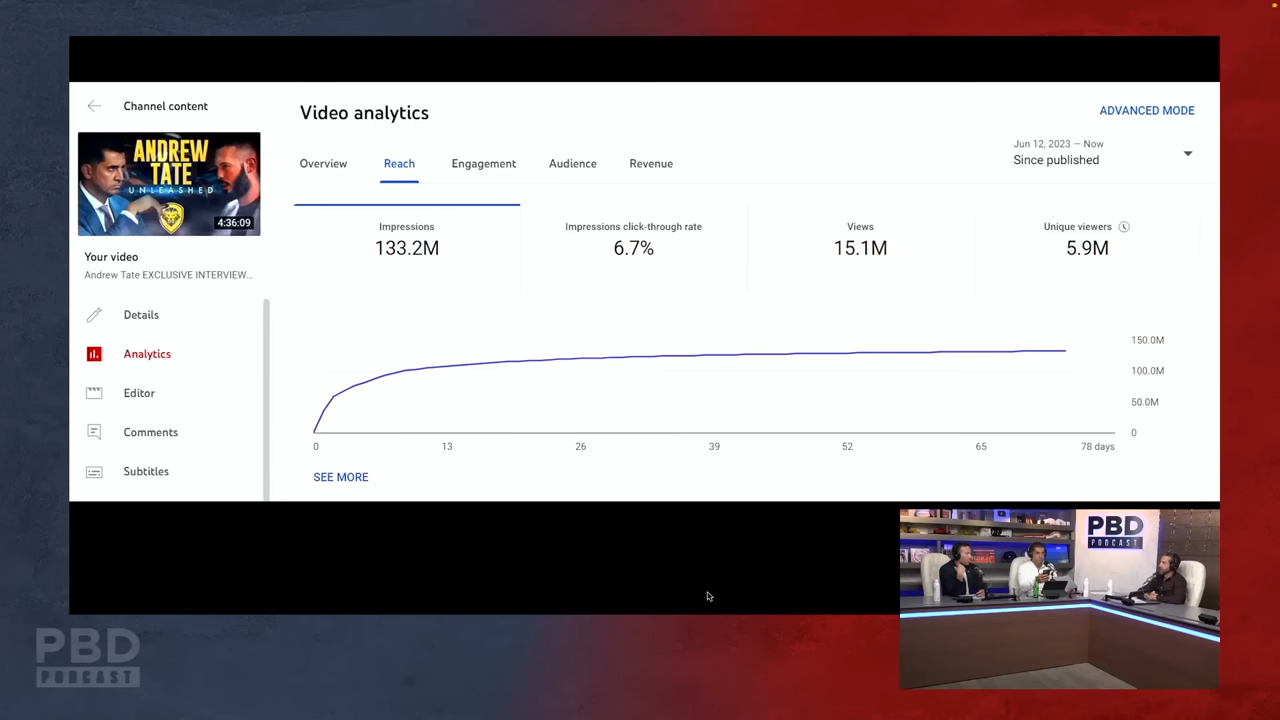 Channel content
ANDREW
TATE
UNLEASHED
4:36:09
Your video
Andrew Tate EXCLUSIVE INTERVIEW...
Details
Analytics
Editor
Comments
Subtitles
Video analytics
ADVANCED MODE
Overview
Reach
Engagement
Audience
Revenue
Jun 12, 2023 – Now
Since published
Impressions
133.2M
Impressions click-through rate
6.7%
Views
15.1M
Unique viewers
5.9M
150.0M
100.0M
50.0M
0
0 13 26 39 52 65 78 days
SEE MORE
PBD
PODCAST
PBD
PODCAST